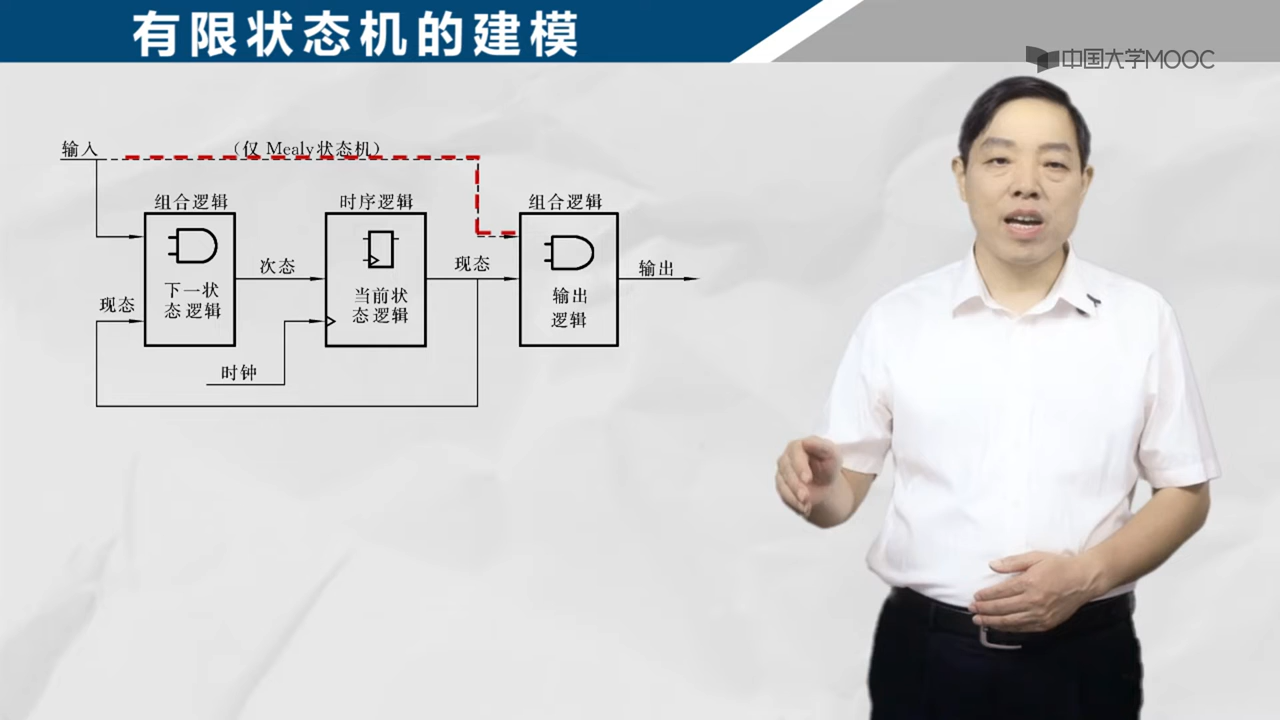 有限状态机的建模
中国大学MOOC
输入
（仅 Mealy状态机）
组合逻辑
时序逻辑
组合逻辑
次态
现态
输出
现态
下一状
态逻辑
当前状
态逻辑
输出
逻辑
时钟